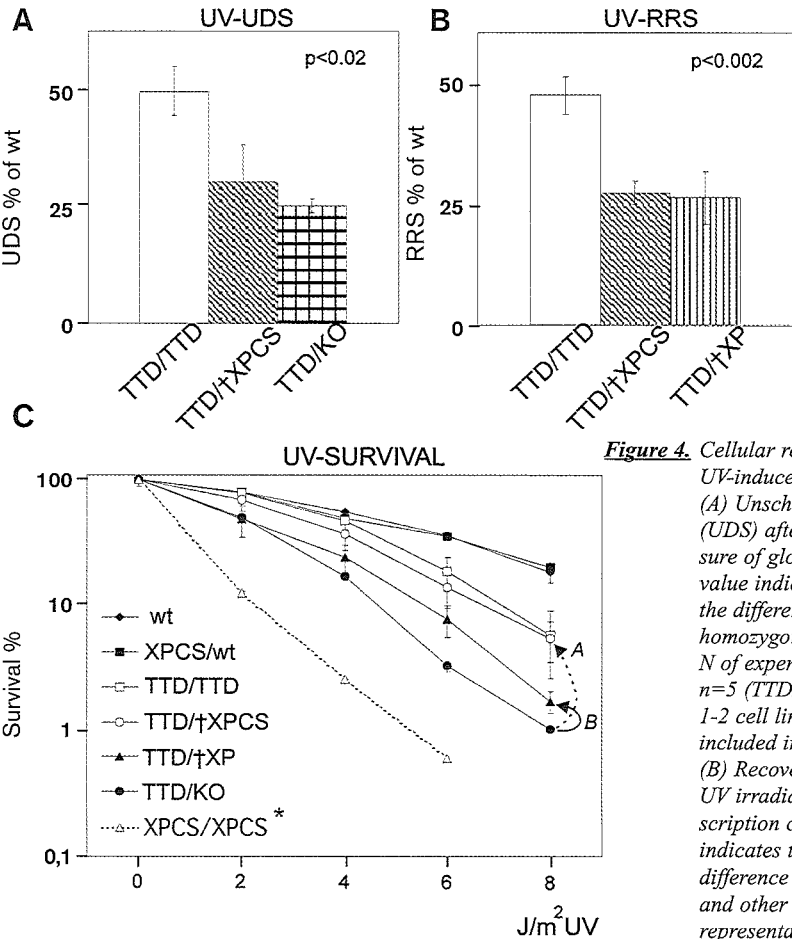 A
UV-UDS
p<0.02
50
25
0
UDS % of wt
TTD/TTD
TTD/†XPCS
TTD/KO
B
UV-RRS
p<0.002
50
25
0
RRS % of wt
TTD/TTD
TTD/†XPCS
TTD/†XP
C
UV-SURVIVAL
100
10
1
0,1
Survival %
wt
XPCS/wt
TTD/TTD
TTD/†XPCS
TTD/†XP
TTD/KO
XPCS/XPCS *
A
B
0 2 4 6 8
J/m²UV
Figure 4. Cellular re
UV-induce
(A) Unsch
(UDS) afte
sure of glo
value indic
the differe
homozygo
N of exper
n=5 (TTD
1-2 cell lin
included i
(B) Recove
UV irradia
scription c
indicates t
difference
and other
representa